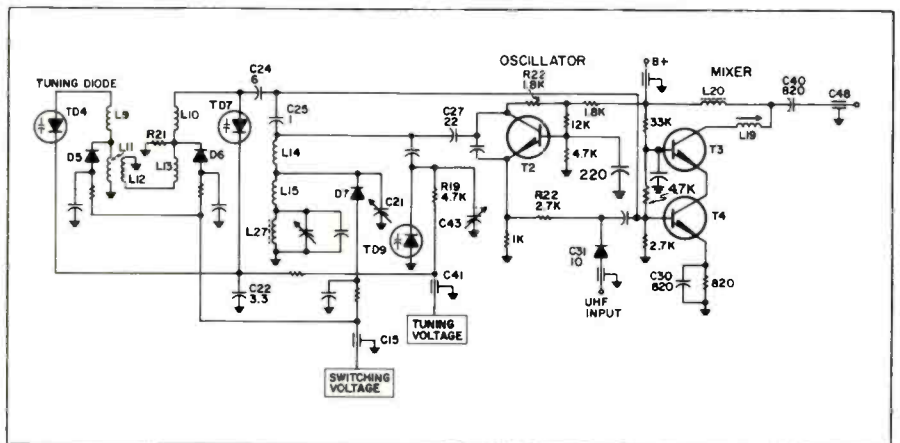 OSCILLATOR
MIXER
TUNING DIODE
TD4
L9
L10
TD7
C24
6
C25
1
C27
22
R22
1.8K
1.8K
B+
L20
C40
820
C48
12K
33K
L19
T2
4.7K
220
T3
D5
L11
L12
R21
L13
D6
L14
L15
D7
C21
R19
4.7K
C43
4.7K
T4
L27
TD9
R22
2.7K
1K
C31
10
2.7K
C30
820
820
UHF
INPUT
C22
3.3
C41
TUNING
VOLTAGE
C15
SWITCHING
VOLTAGE